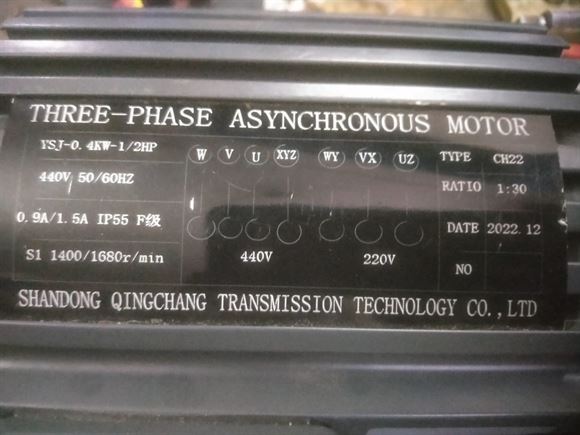 THREE-PHASE ASYNCHRONOUS MOTOR
YSJ-0.4KW-1/2HP
W V U XYZ WY VX UZ
TYPE CH22
440V 50/60HZ
RATIO 1:30
0.9A/1.5A IP55 F级
DATE 2022.12
S1 1400/1680r/min
440V 220V
NO
SHANDONG QINGCHANG TRANSMISSION TECHNOLOGY CO.,LTD